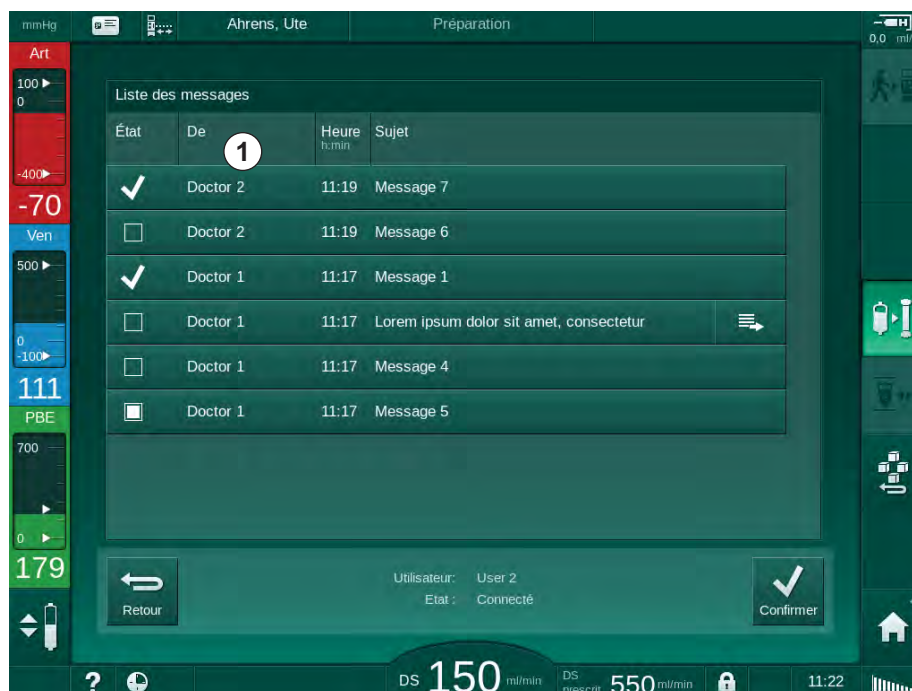 mmHg Ahrens, Ute Préparation
0,0 ml/
Art
100
0
-400
-70
Ven
500
0
-100
111
PBE
700
0
179
Liste des messages
État De Heure Sujet
h:min
1
Doctor 2 11:19 Message 7
Doctor 2 11:19 Message 6
Doctor 1 11:17 Message 1
Doctor 1 11:17 Lorem ipsum dolor sit amet, consectetur
Doctor 1 11:17 Message 4
Doctor 1 11:17 Message 5
Retour
Utilisateur: User 2
Etat : Connecté
Confirmer
? DS 150 ml/min DS prescrit 550 ml/min 11:22